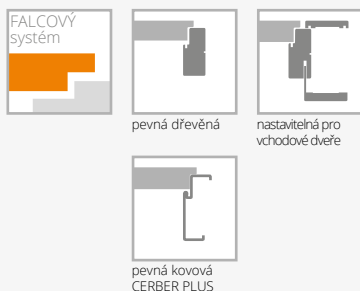 FALCOVÝ
systém
pevná dřevěná
nastavitelná pro
vchodové dveře
pevná kovová
CERBER PLUS